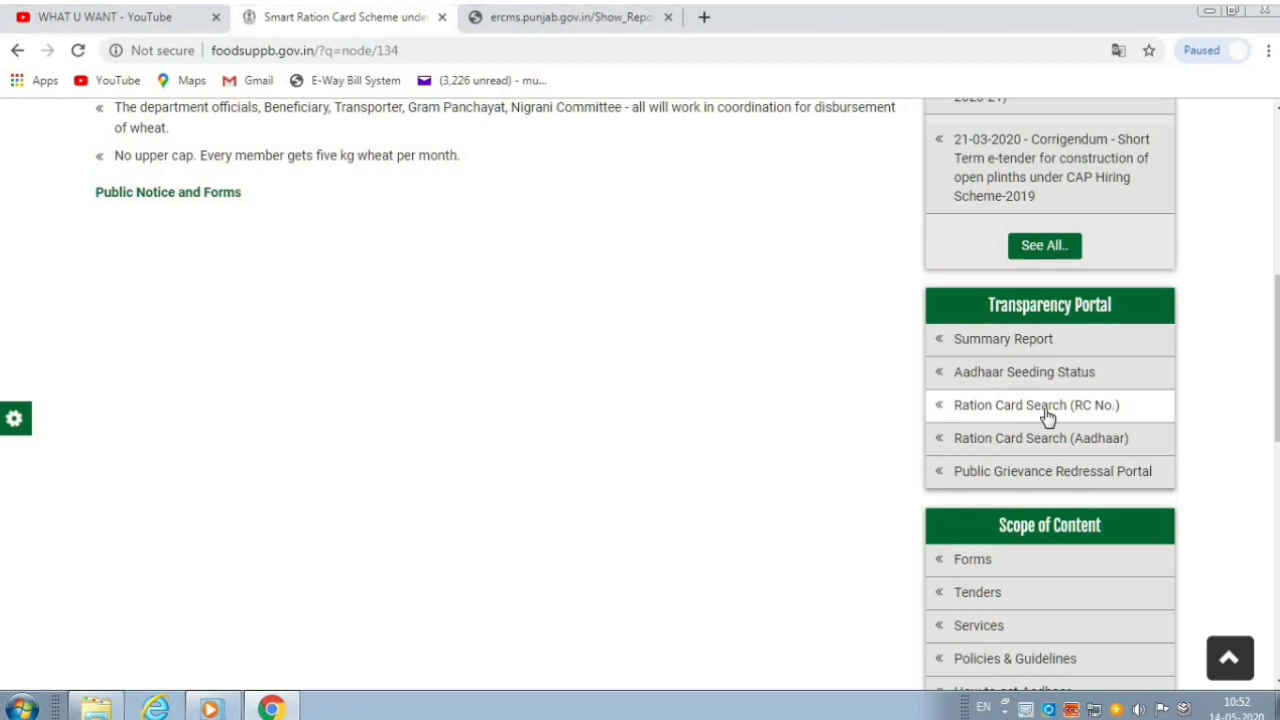 WHAT U WANT - YouTube
Smart Ration Card Scheme unde
ercms.punjab.gov.in/Show_Repo
Not secure
foodsuppb.gov.in/?q=node/134
Paused
Apps
YouTube
Maps
Gmail
E-Way Bill System
(3,226 unread) - mu...
The department officials, Beneficiary, Transporter, Gram Panchayat, Nigrani Committee - all will work in coordination for disbursement
of wheat.
No upper cap. Every member gets five kg wheat per month.
Public Notice and Forms
2020-21)
21-03-2020 - Corrigendum - Short
Term e-tender for construction of
open plinths under CAP Hiring
Scheme-2019
See All..
Transparency Portal
Summary Report
Aadhaar Seeding Status
Ration Card Search (RC No.)
Ration Card Search (Aadhaar)
Public Grievance Redressal Portal
Scope of Content
Forms
Tenders
Services
Policies & Guidelines
How to get Aadhaar
EN
10:52
14-05-2020